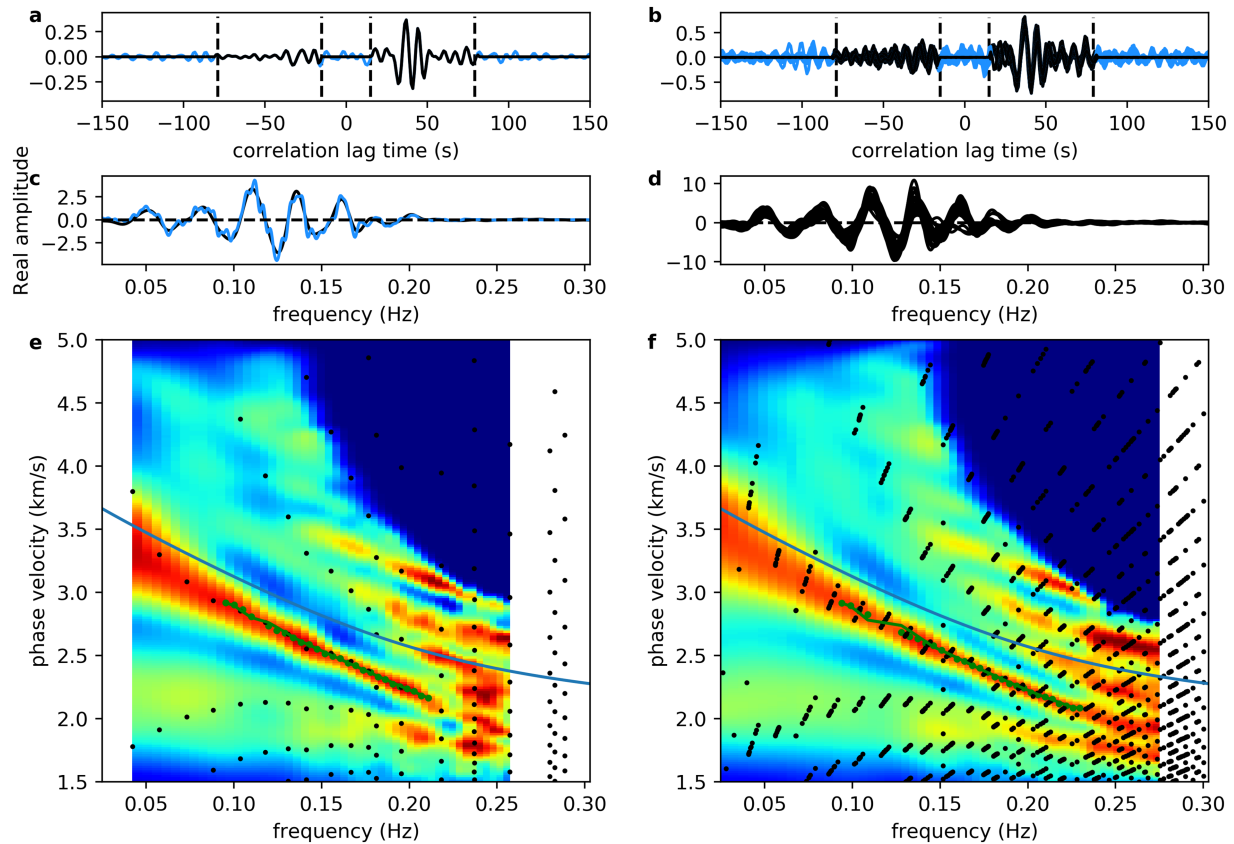 a
0.25
0.00
−0.25
−150 −100 −50 0 50 100 150
correlation lag time (s)
b
0.5
0.0
−0.5
−150 −100 −50 0 50 100 150
correlation lag time (s)
Real amplitude
c
2.5
0.0
−2.5
0.05 0.10 0.15 0.20 0.25 0.30
frequency (Hz)
d
10
0
−10
0.05 0.10 0.15 0.20 0.25 0.30
frequency (Hz)
e
5.0
4.5
4.0
3.5
3.0
2.5
2.0
1.5
phase velocity (km/s)
0.05 0.10 0.15 0.20 0.25 0.30
frequency (Hz)
f
5.0
4.5
4.0
3.5
3.0
2.5
2.0
1.5
phase velocity (km/s)
0.05 0.10 0.15 0.20 0.25 0.30
frequency (Hz)